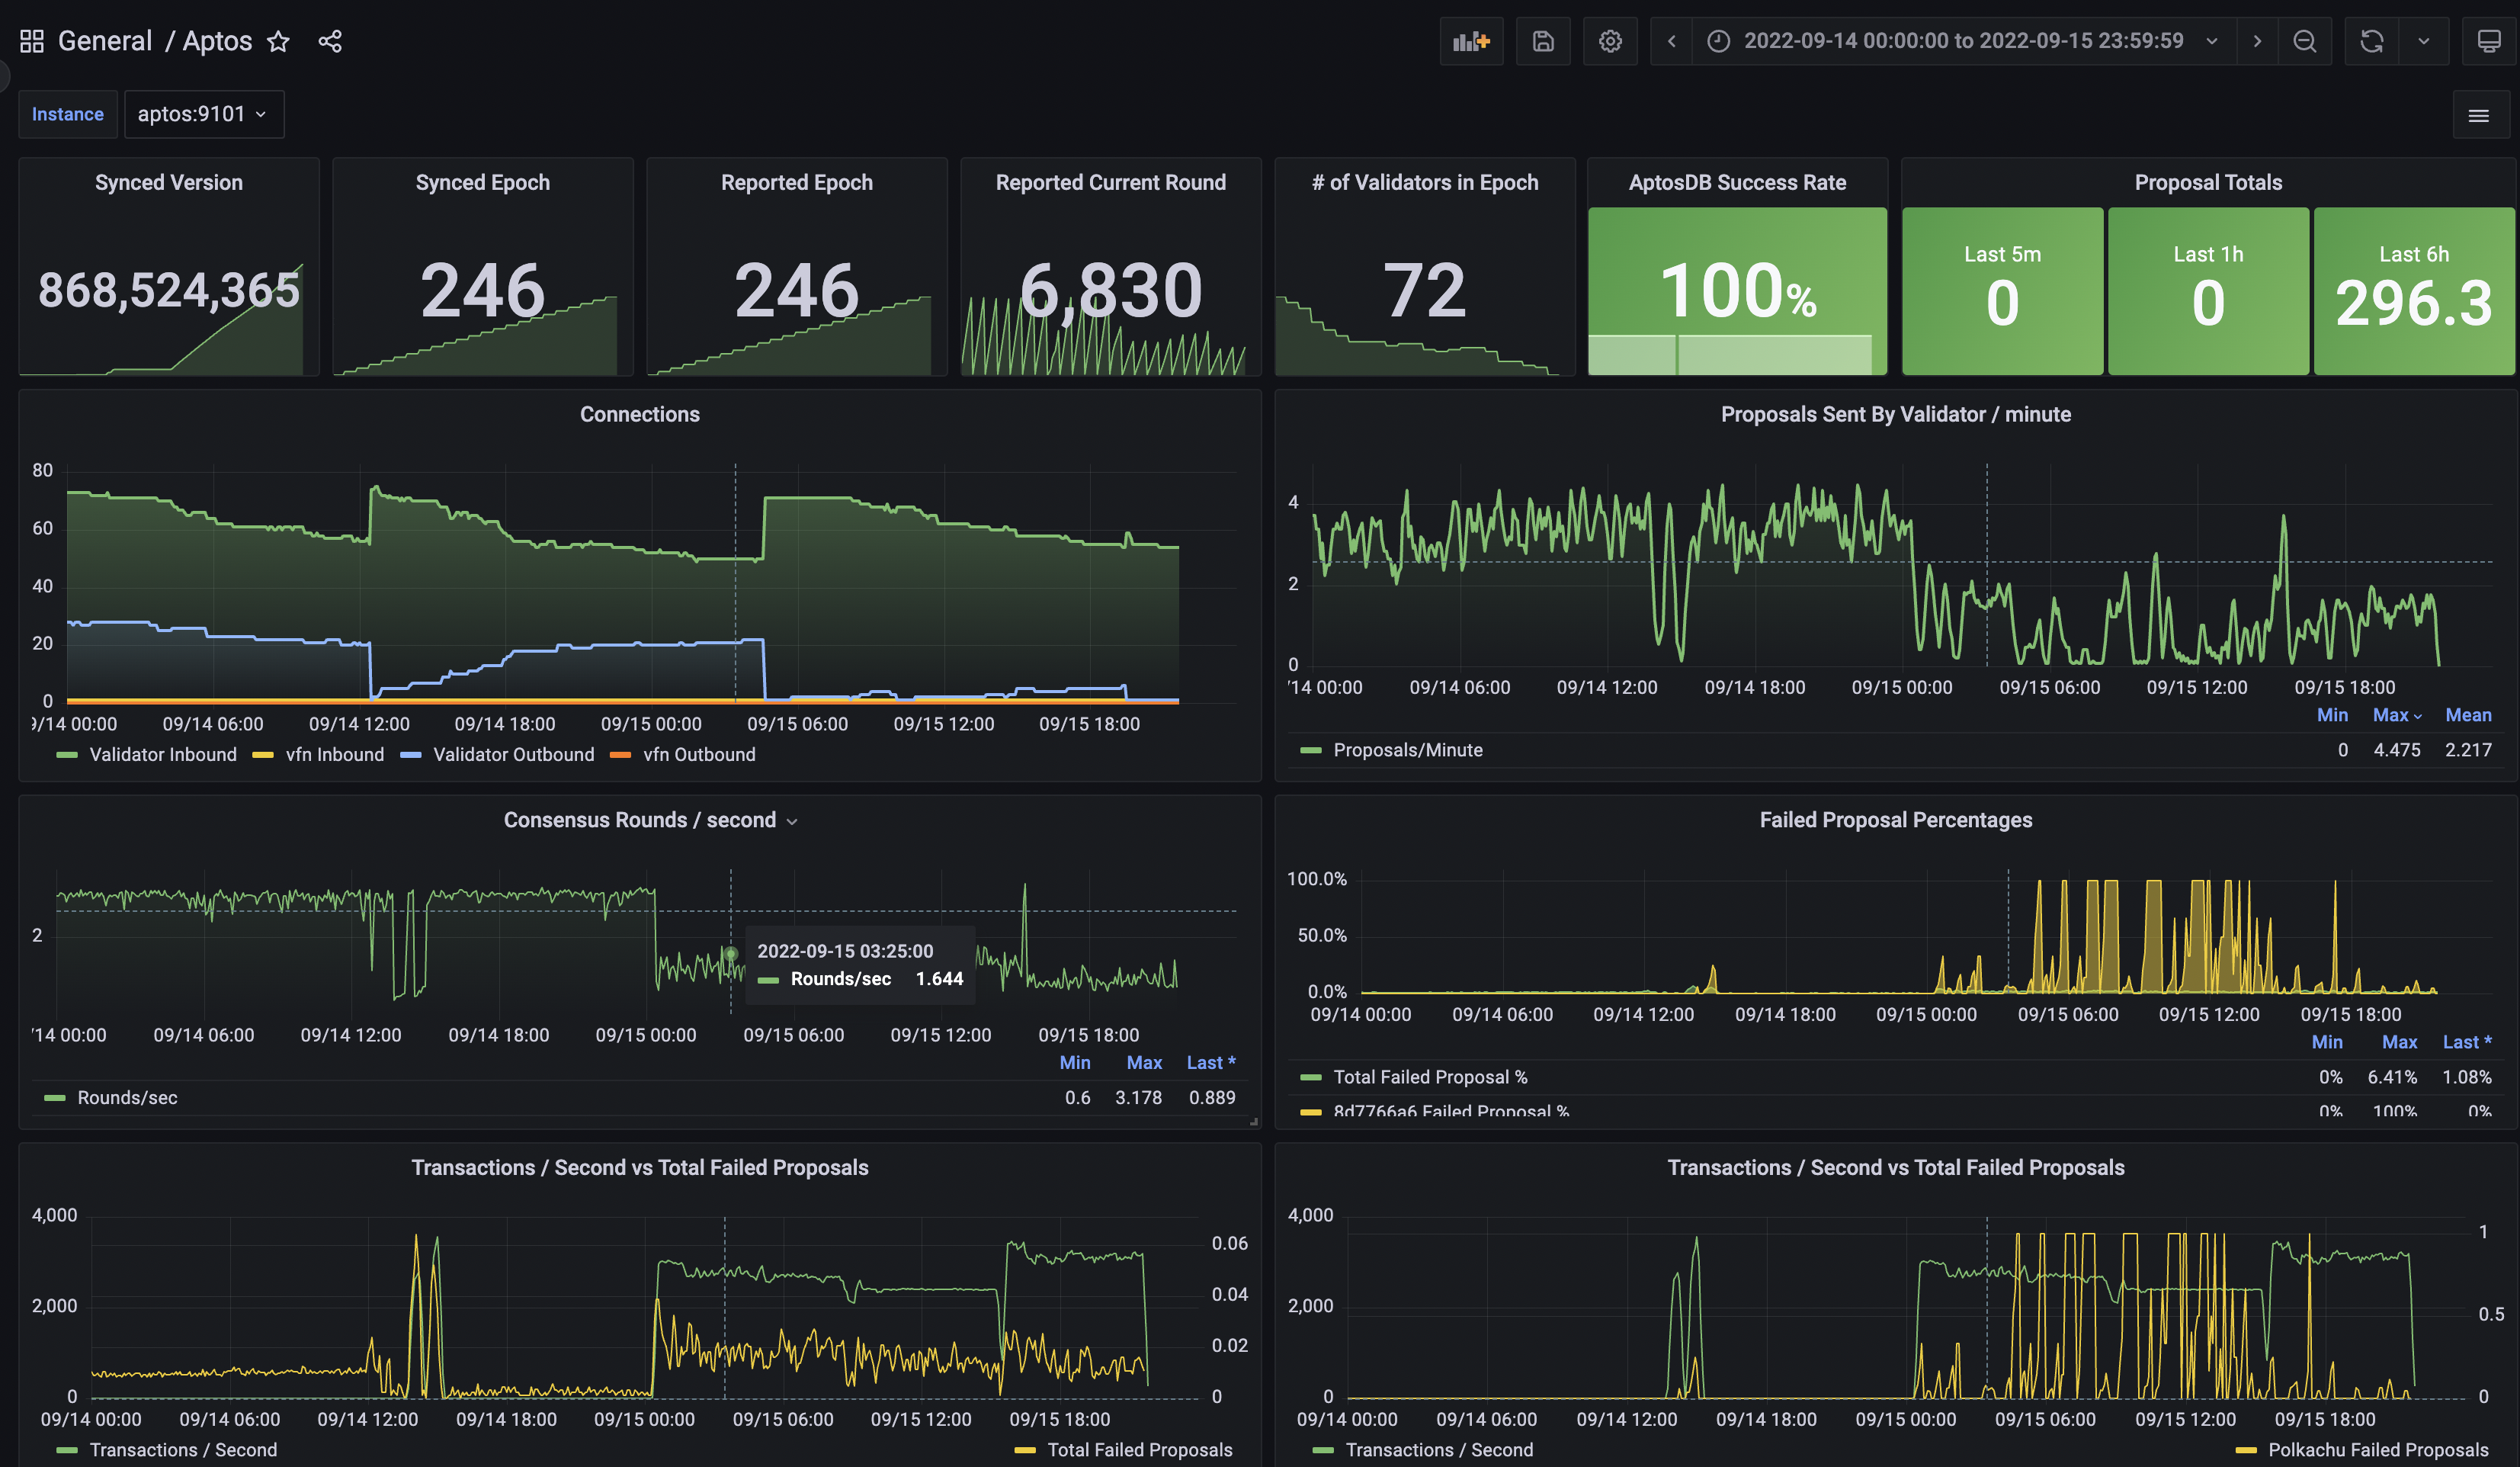 General / Aptos
2022-09-14 00:00:00 to 2022-09-15 23:59:59
Instance aptos:9101
Synced Version
868,524,365
Synced Epoch
246
Reported Epoch
246
Reported Current Round
6,830
# of Validators in Epoch
72
AptosDB Success Rate
100%
Proposal Totals
Last 5m
0
Last 1h
0
Last 6h
296.3
Connections
80
60
40
20
0
9/14 00:00 09/14 06:00 09/14 12:00 09/14 18:00 09/15 00:00 09/15 06:00 09/15 12:00 09/15 18:00
Validator Inbound vfn Inbound Validator Outbound vfn Outbound
Proposals Sent By Validator / minute
4
2
0
'14 00:00 09/14 06:00 09/14 12:00 09/14 18:00 09/15 00:00 09/15 06:00 09/15 12:00 09/15 18:00
Min Max Mean
Proposals/Minute 0 4.475 2.217
Consensus Rounds / second
2
2022-09-15 03:25:00
Rounds/sec 1.644
'14 00:00 09/14 06:00 09/14 12:00 09/14 18:00 09/15 00:00 09/15 06:00 09/15 12:00 09/15 18:00
Min Max Last *
Rounds/sec 0.6 3.178 0.889
Failed Proposal Percentages
100.0%
50.0%
0.0%
09/14 00:00 09/14 06:00 09/14 12:00 09/14 18:00 09/15 00:00 09/15 06:00 09/15 12:00 09/15 18:00
Min Max Last *
Total Failed Proposal % 0% 6.41% 1.08%
8d7766a6 Failed Proposal % 0% 100% 0%
Transactions / Second vs Total Failed Proposals
4,000
2,000
0
0.06
0.04
0.02
0
09/14 00:00 09/14 06:00 09/14 12:00 09/14 18:00 09/15 00:00 09/15 06:00 09/15 12:00 09/15 18:00
Transactions / Second Total Failed Proposals
Transactions / Second vs Total Failed Proposals
4,000
2,000
0
1
0.5
0
09/14 00:00 09/14 06:00 09/14 12:00 09/14 18:00 09/15 00:00 09/15 06:00 09/15 12:00 09/15 18:00
Transactions / Second Polkachu Failed Proposals